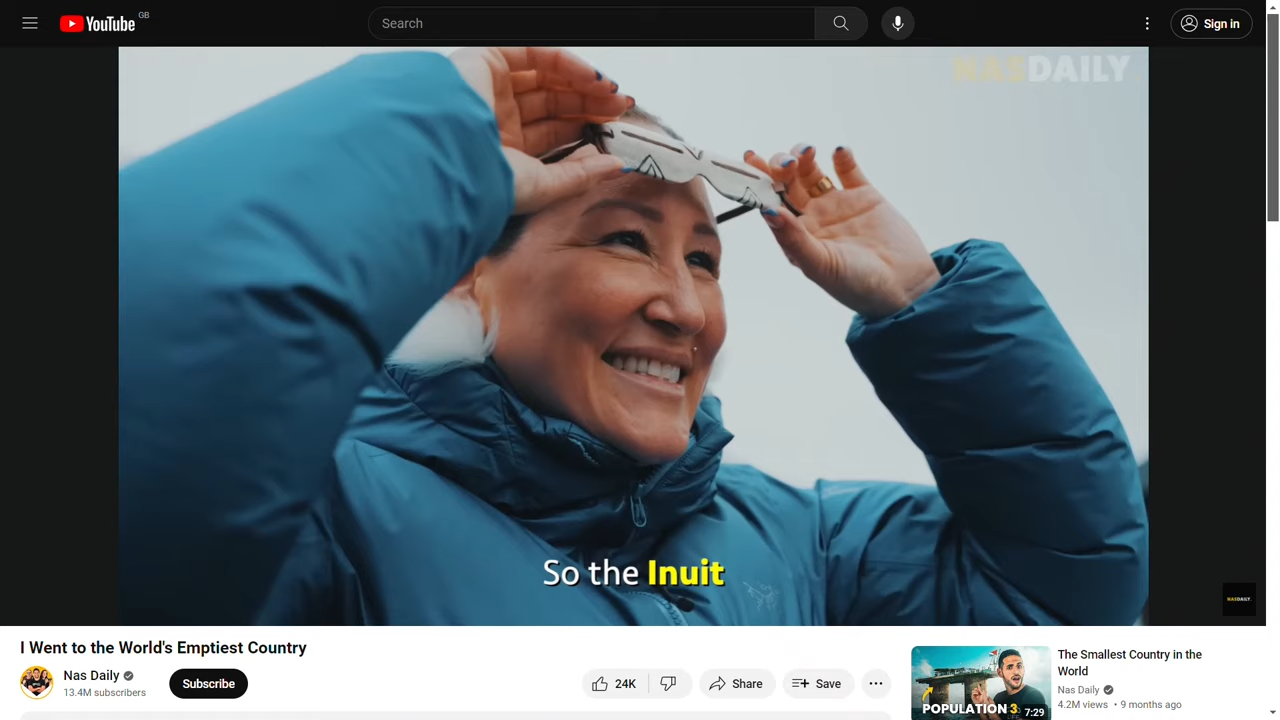 YouTube
GB
Search
Sign in
NASDAILY
So the Inuit
NASDAILY.
I Went to the World's Emptiest Country
Nas Daily
13.4M subscribers
Subscribe
24K
Share
Save
POPULATION 3
7:29
The Smallest Country in the
World
Nas Daily
4.2M views • 9 months ago